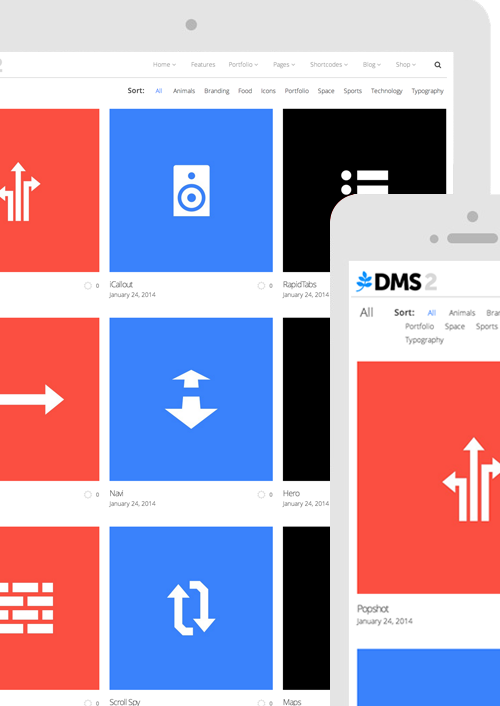 Home Features Portfolio Pages Shortcodes Blog Shop
Sort: All Animals Branding Food Icons Portfolio Space Sports Technology Typography
0
iCallout
0
RapidTabs
January 24, 2014
January 24, 2014
0
Navi
0
Hero
January 24, 2014
January 24, 2014
0
Scroll Spy
0
Maps
DMS 2
All
Sort: All Animals
Portfolio Space Sports
Typography
Popshot
January 24, 2014